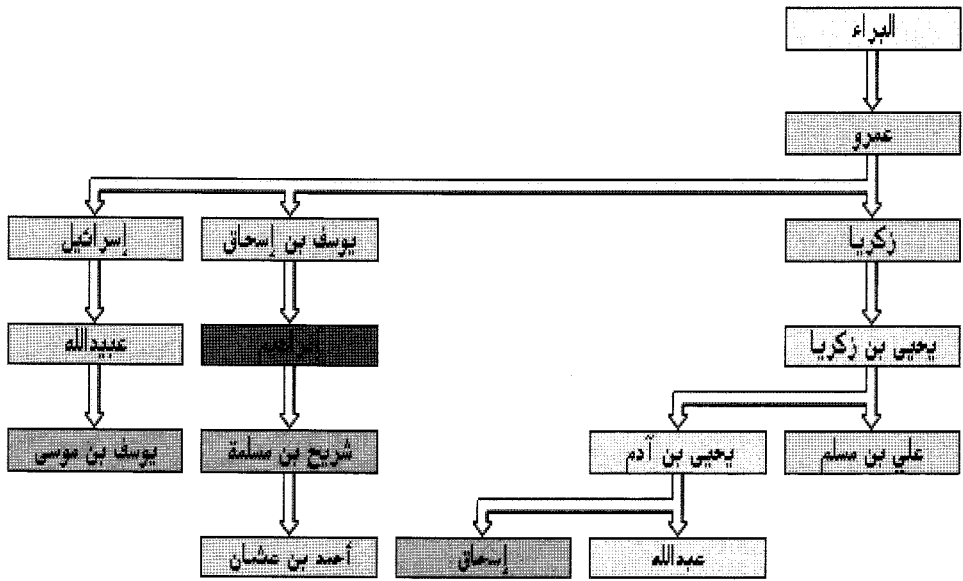 البراء
عمرو
زكريا
يوسف بن إسحاق
إسرائيل
يحيى بن زكريا
إبراهيم
عبيدالله
علي بن مسلم
يحيى بن آدم
شريح بن مسلمة
يوسف بن موسى
عبدالله
إسحاق
أحمد بن عثمان